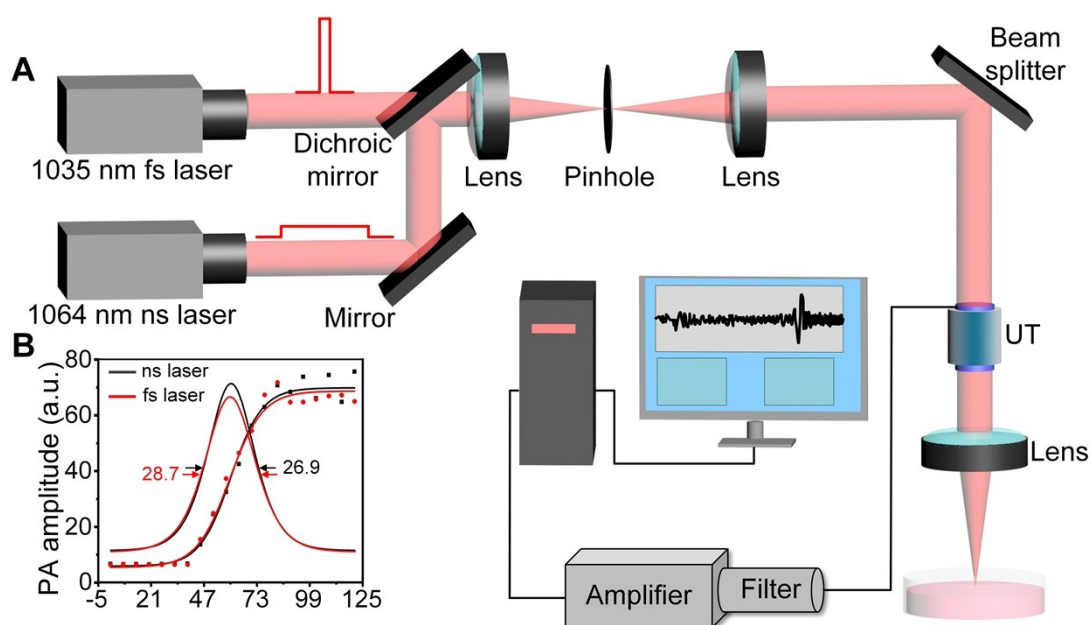 A
Beam
splitter
1035 nm fs laser
Dichroic
mirror
Lens
Pinhole
Lens
1064 nm ns laser
Mirror
UT
Lens
Amplifier
Filter
B
PA amplitude (a.u.)
80
60
40
20
0
ns laser
fs laser
28.7
26.9
-5 21 47 73 99 125